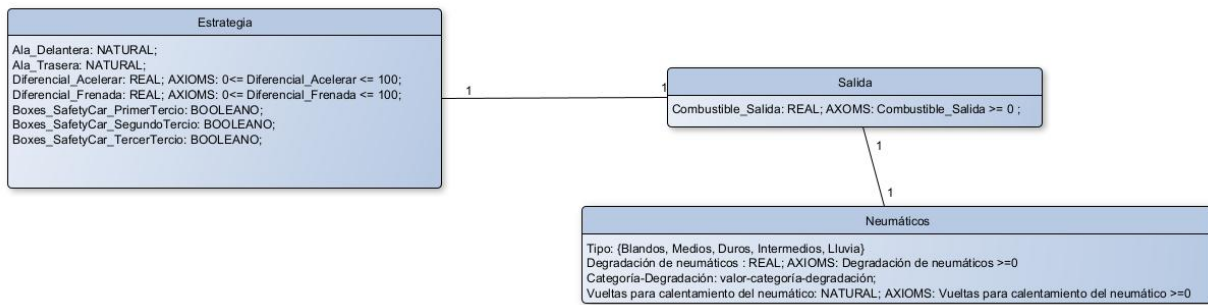 Estrategia
Ala_Delantera: NATURAL;
Ala_Trasera: NATURAL;
Diferencial_Acelerar: REAL; AXIOMS: 0<= Diferencial_Acelerar <= 100;
Diferencial_Frenada: REAL; AXIOMS: 0<= Diferencial_Frenada <= 100;
Boxes_SafetyCar_PrimerTercio: BOOLEANO;
Boxes_SafetyCar_SegundoTercio: BOOLEANO;
Boxes_SafetyCar_TercerTercio: BOOLEANO;
1
1
Salida
Combustible_Salida: REAL; AXOMS: Combustible_Salida >= 0 ;
1
1
Neumáticos
Tipo: {Blandos, Medios, Duros, Intermedios, Lluvia}
Degradación de neumáticos : REAL; AXIOMS: Degradación de neumáticos >=0
Categoría-Degradación: valor-categoría-degradación;
Vueltas para calentamiento del neumático: NATURAL; AXIOMS: Vueltas para calentamiento del neumático >=0